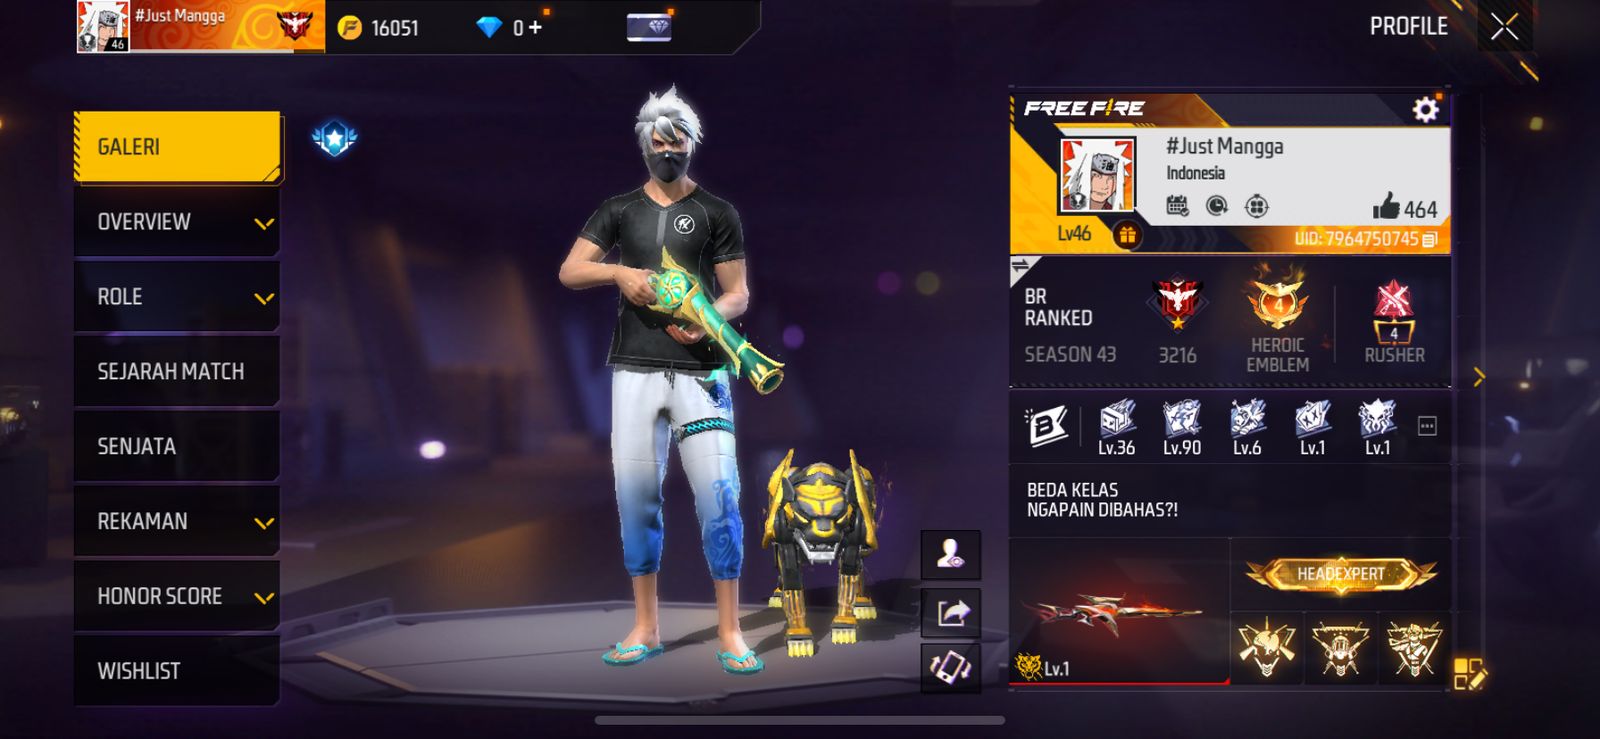 #Just Mangga
46
16051
0 +
PROFILE
GALERI
OVERVIEW
ROLE
SEJARAH MATCH
SENJATA
REKAMAN
HONOR SCORE
WISHLIST
FREE FIRE
#Just Mangga
Indonesia
464
Lv46
UID: 7964750745
BR
RANKED
SEASON 43
3216
4
HEROIC
EMBLEM
4
RUSHER
B
Lv.36
Lv.90
Lv.6
Lv.1
Lv.1
BEDA KELAS
NGAPAIN DIBAHAS?!
Lv.1
HEADEXPERT